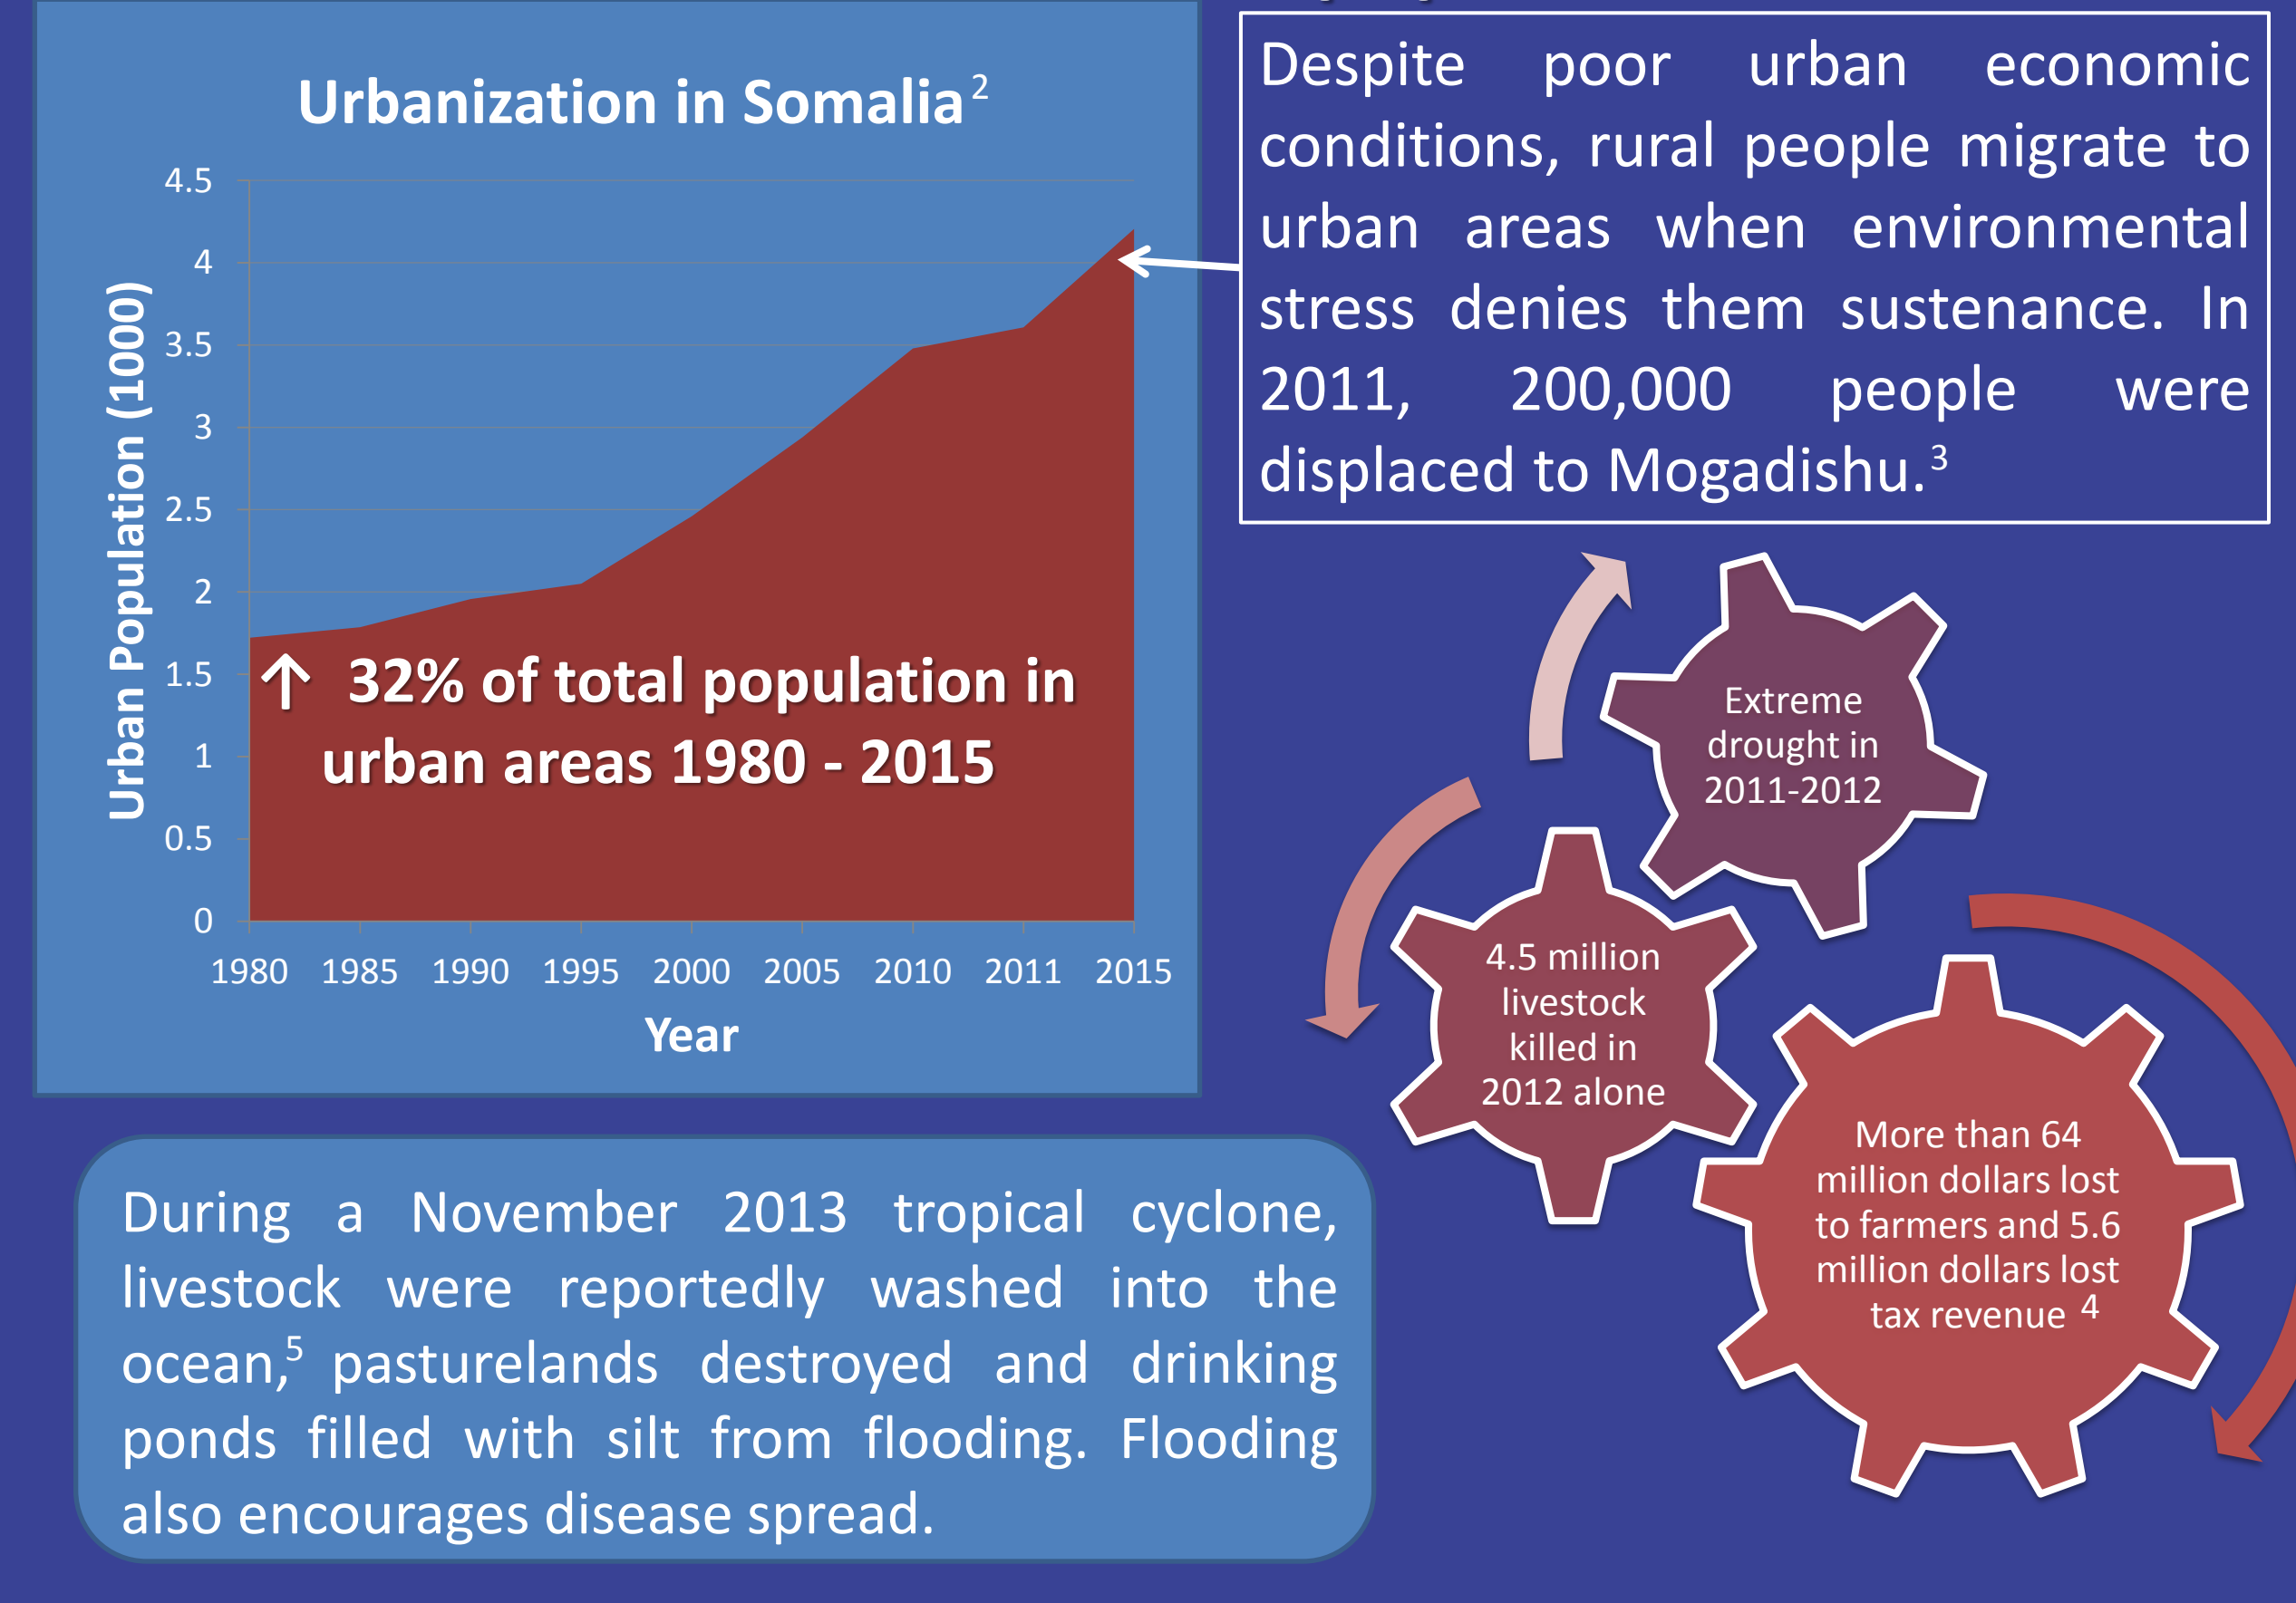 Urbanization in Somalia 2
4.5
4
3.5
3
2.5
2
1.5
1
0.5
0
Urban Population (1000)
↑ 32% of total population in
urban areas 1980 - 2015
1980 1985 1990 1995 2000 2005 2010 2011 2015
Year
Despite poor urban economic
conditions, rural people migrate to
urban areas when environmental
stress denies them sustenance. In
2011, 200,000 people were
displaced to Mogadishu.3
Extreme
drought in
2011-2012
4.5 million
livestock
killed in
2012 alone
More than 64
million dollars lost
to farmers and 5.6
million dollars lost
tax revenue 4
During a November 2013 tropical cyclone,
livestock were reportedly washed into the
ocean,5 pasturelands destroyed and drinking
ponds filled with silt from flooding. Flooding
also encourages disease spread.